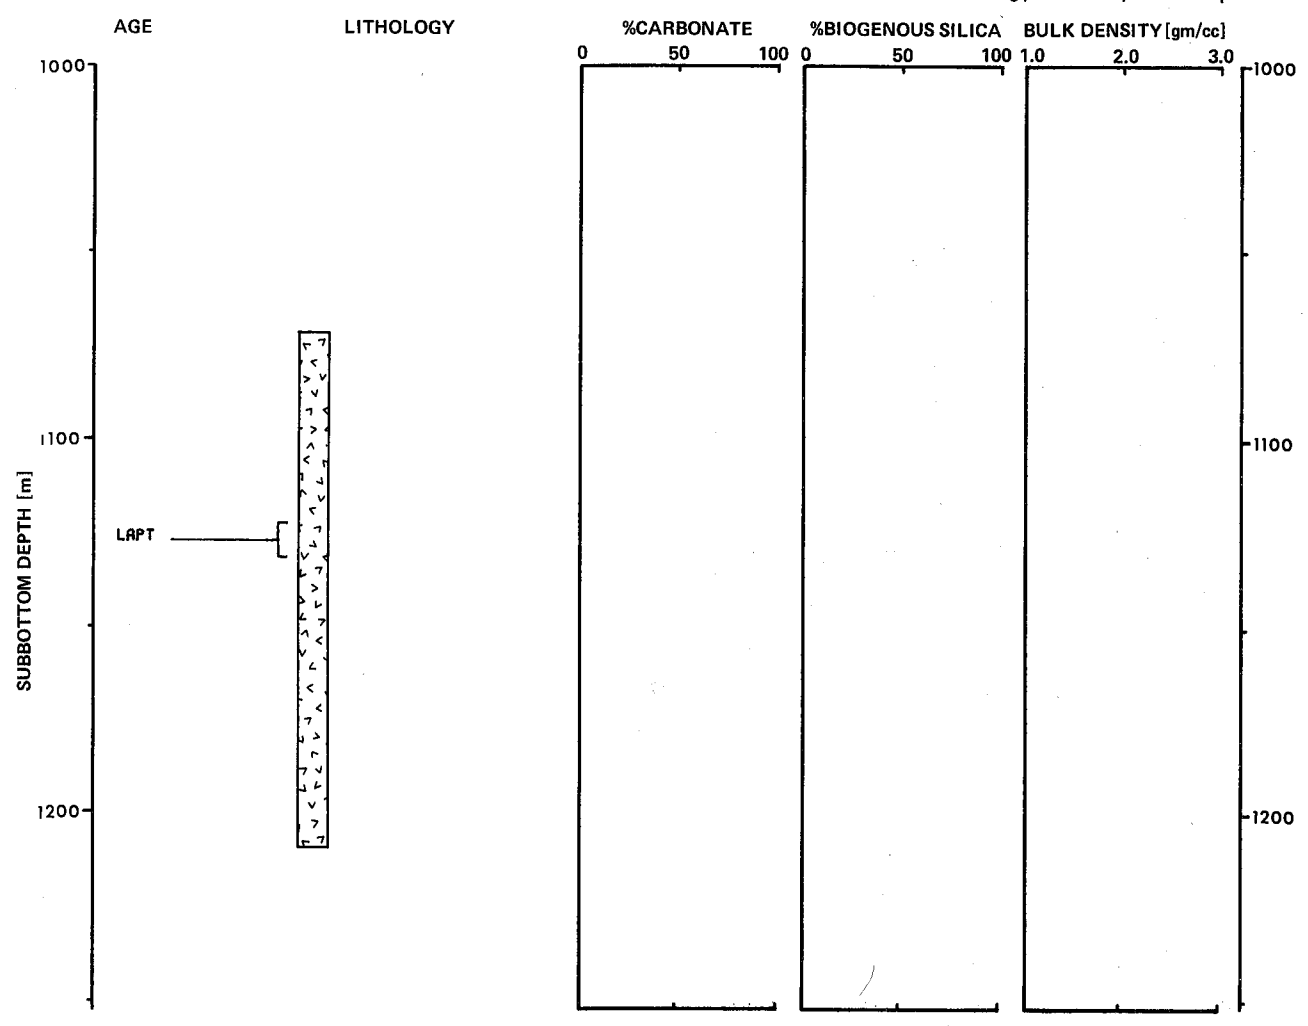 AGE LITHOLOGY %CARBONATE %BIOGENOUS SILICA BULK DENSITY [gm/cc]
0 50 100 0 50 100 1.0 2.0 3.0
1000 1000
1100 1100
LAPT
SUBBOTTOM DEPTH [m]
1200 1200